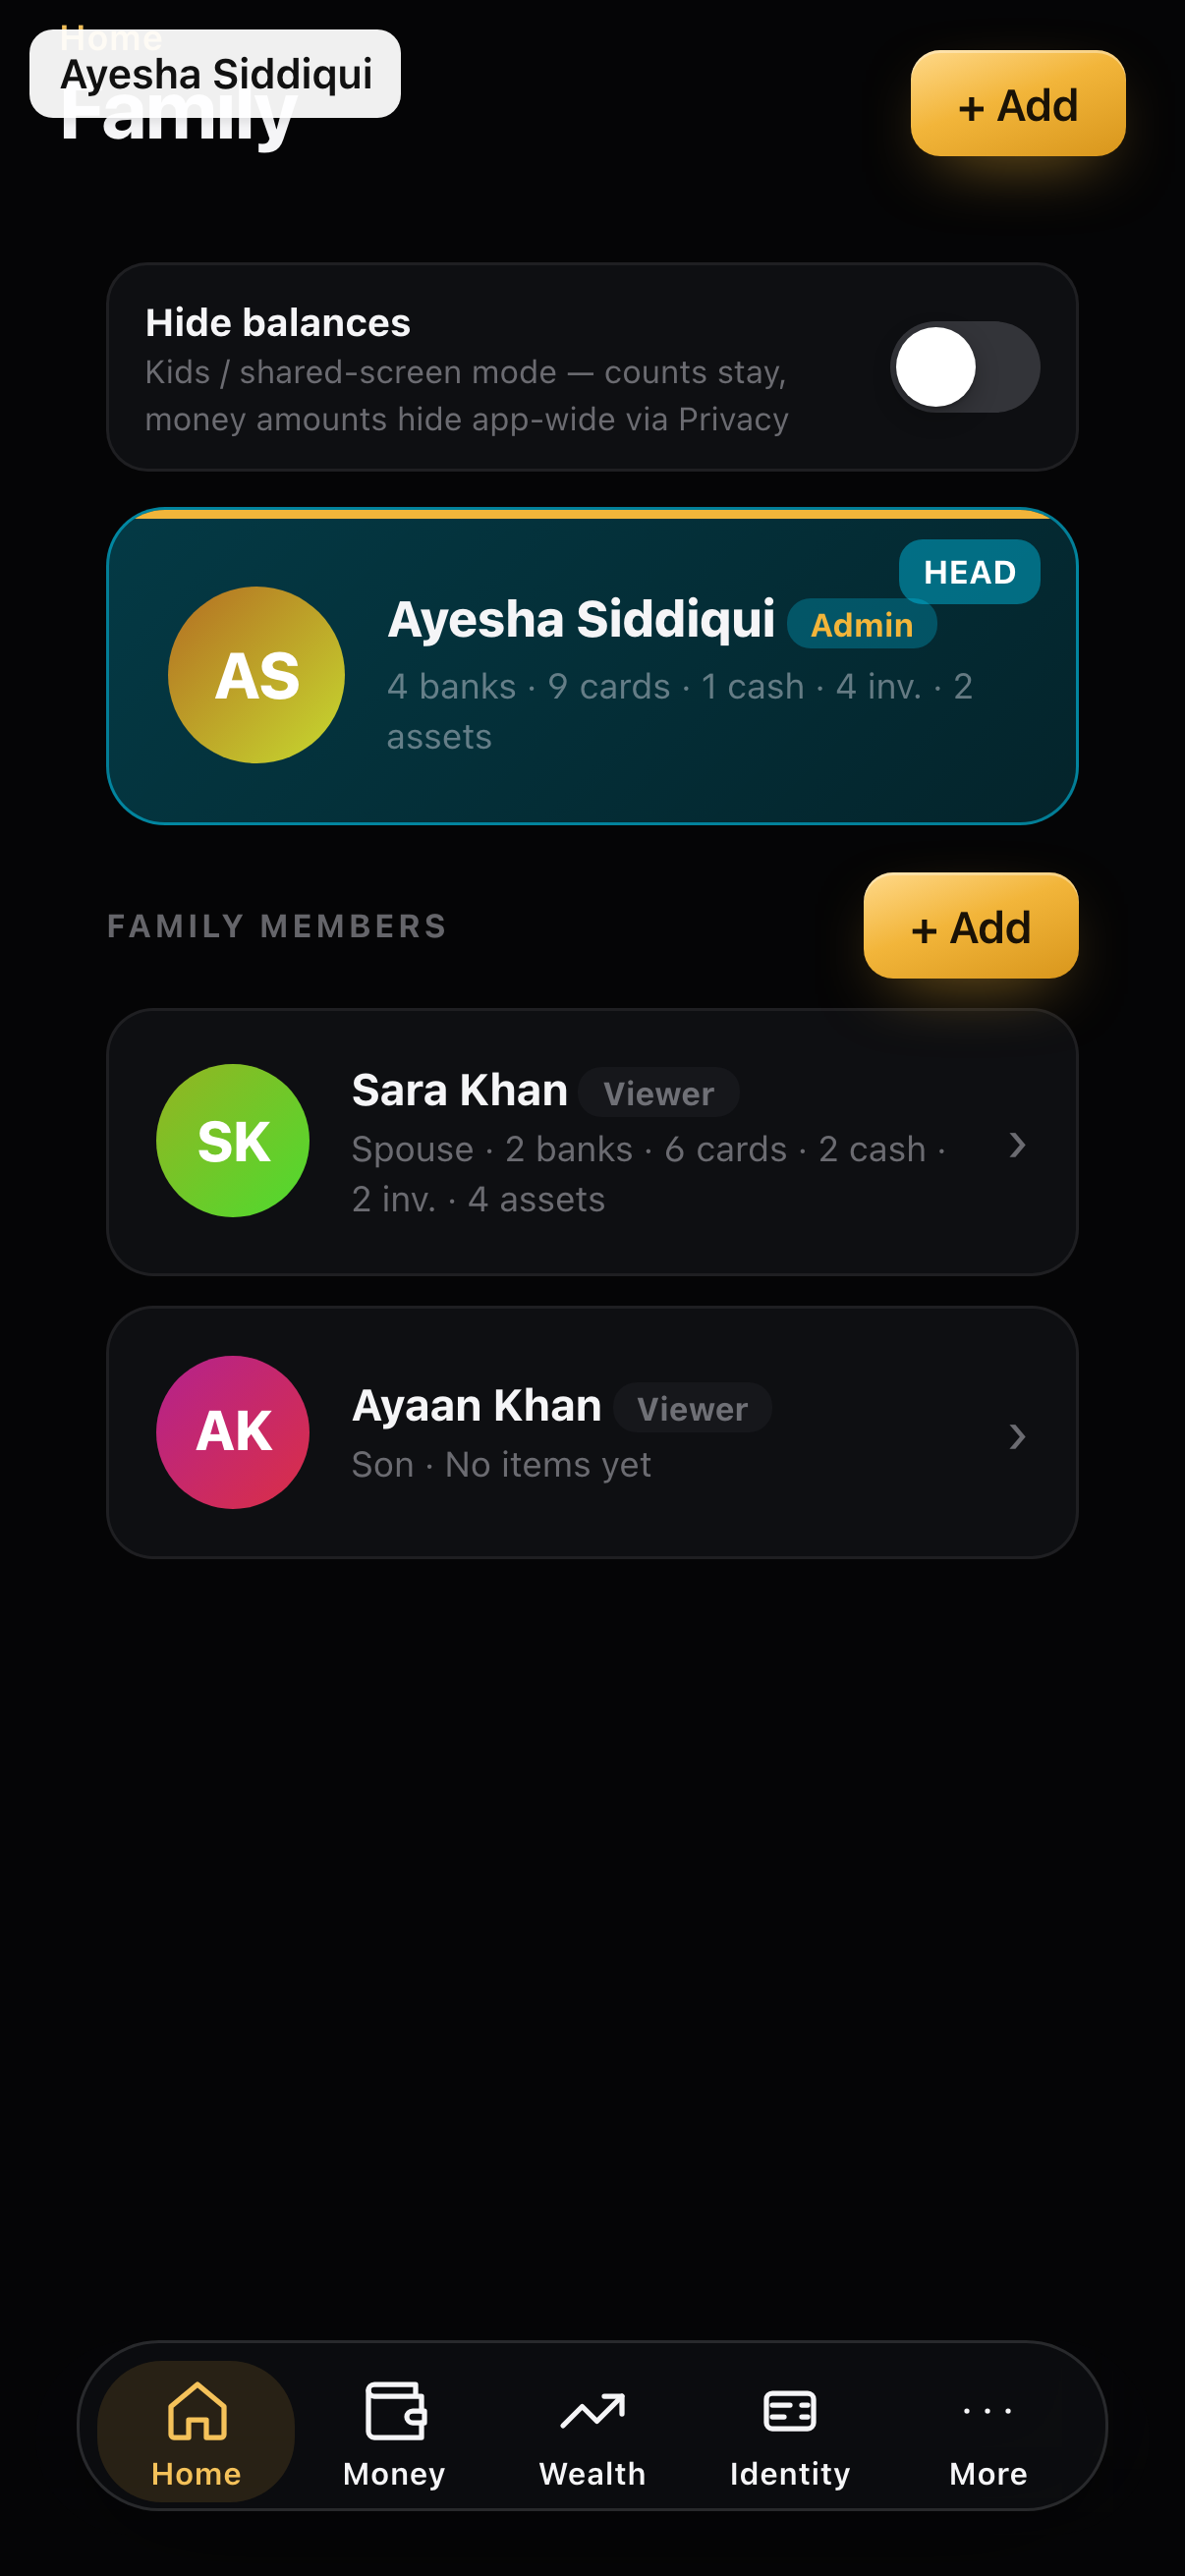 Home
Ayesha Siddiqui
Family
+ Add
Hide balances
Kids / shared-screen mode — counts stay,
money amounts hide app-wide via Privacy
HEAD
Ayesha Siddiqui Admin
AS
4 banks · 9 cards · 1 cash · 4 inv. · 2
assets
FAMILY MEMBERS
+ Add
Sara Khan Viewer
SK
Spouse · 2 banks · 6 cards · 2 cash ·
2 inv. · 4 assets
Ayaan Khan Viewer
AK
Son · No items yet
Home Money Wealth Identity More